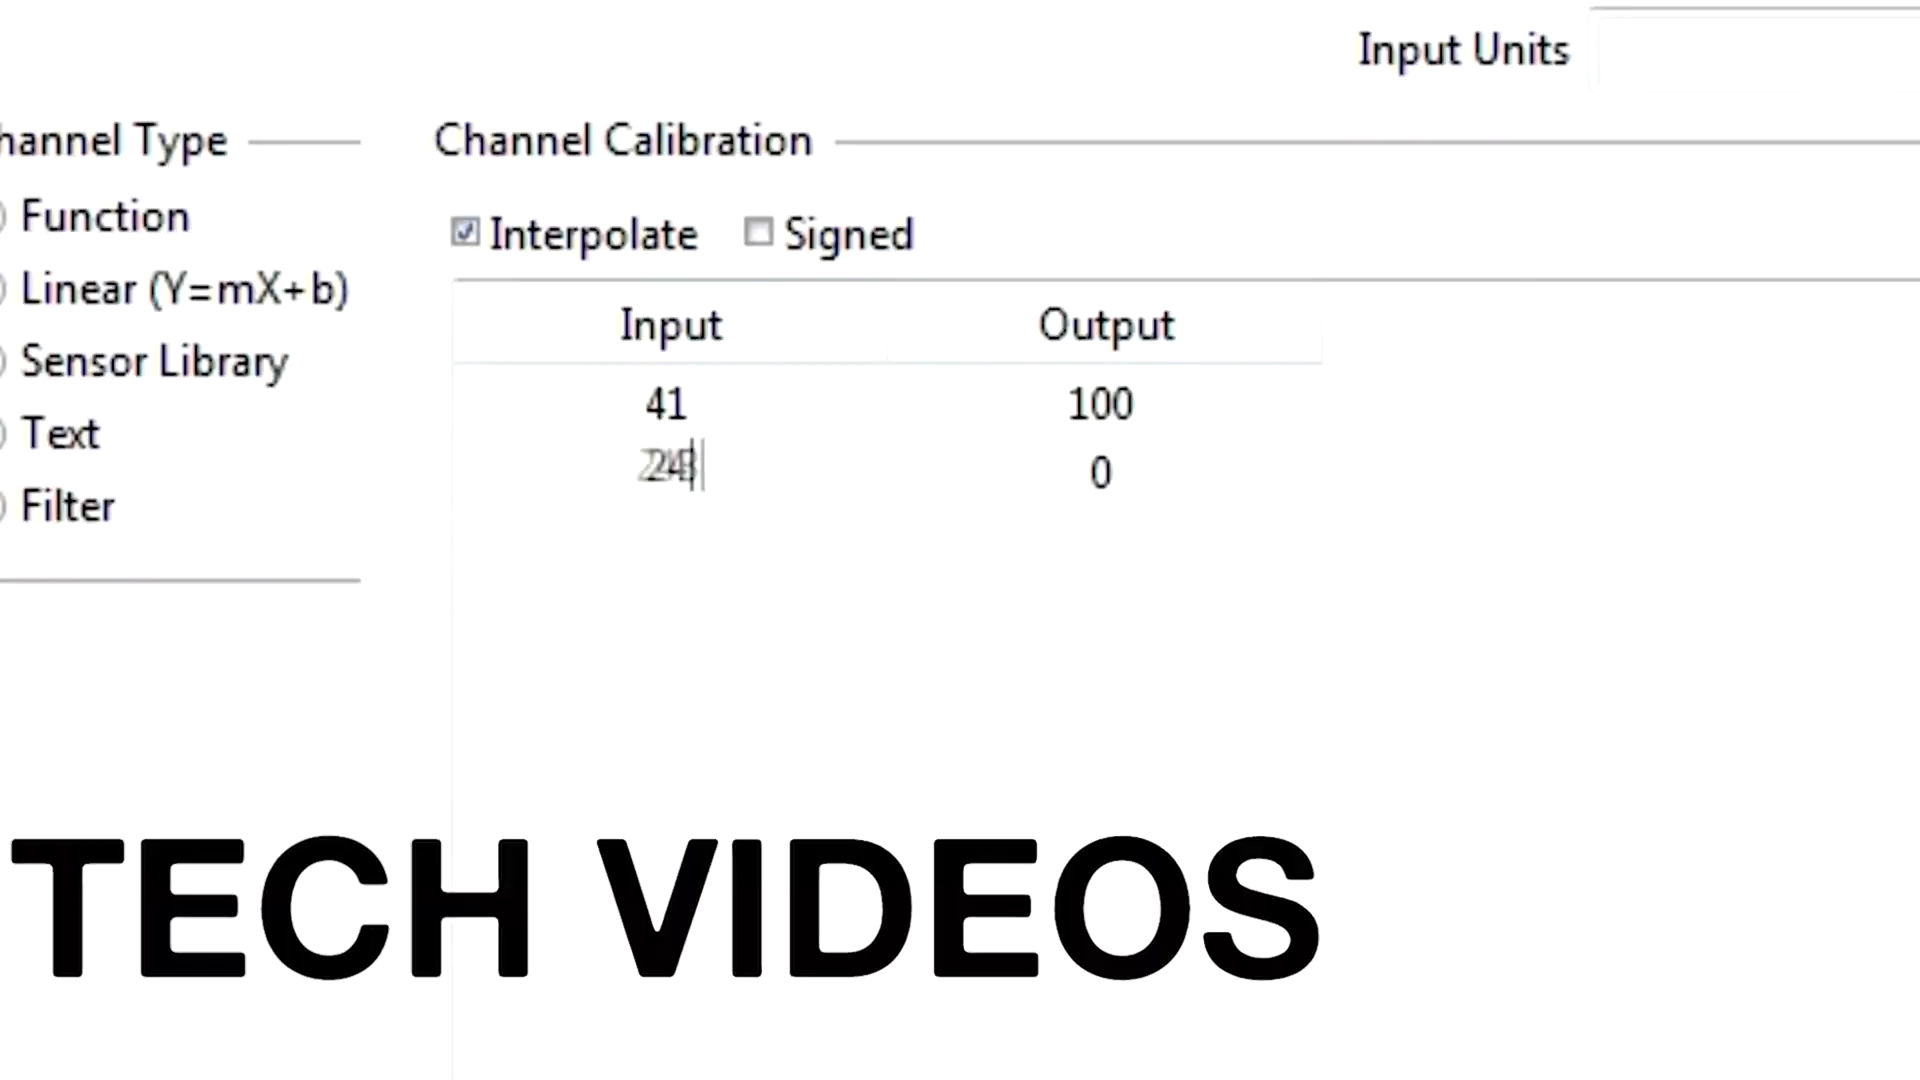 Input Units
hannel Type
Channel Calibration
Function
Interpolate
Signed
Linear (Y=mX+b)
Input
Output
Sensor Library
41
100
Text
0
Filter
TECH VIDEOS